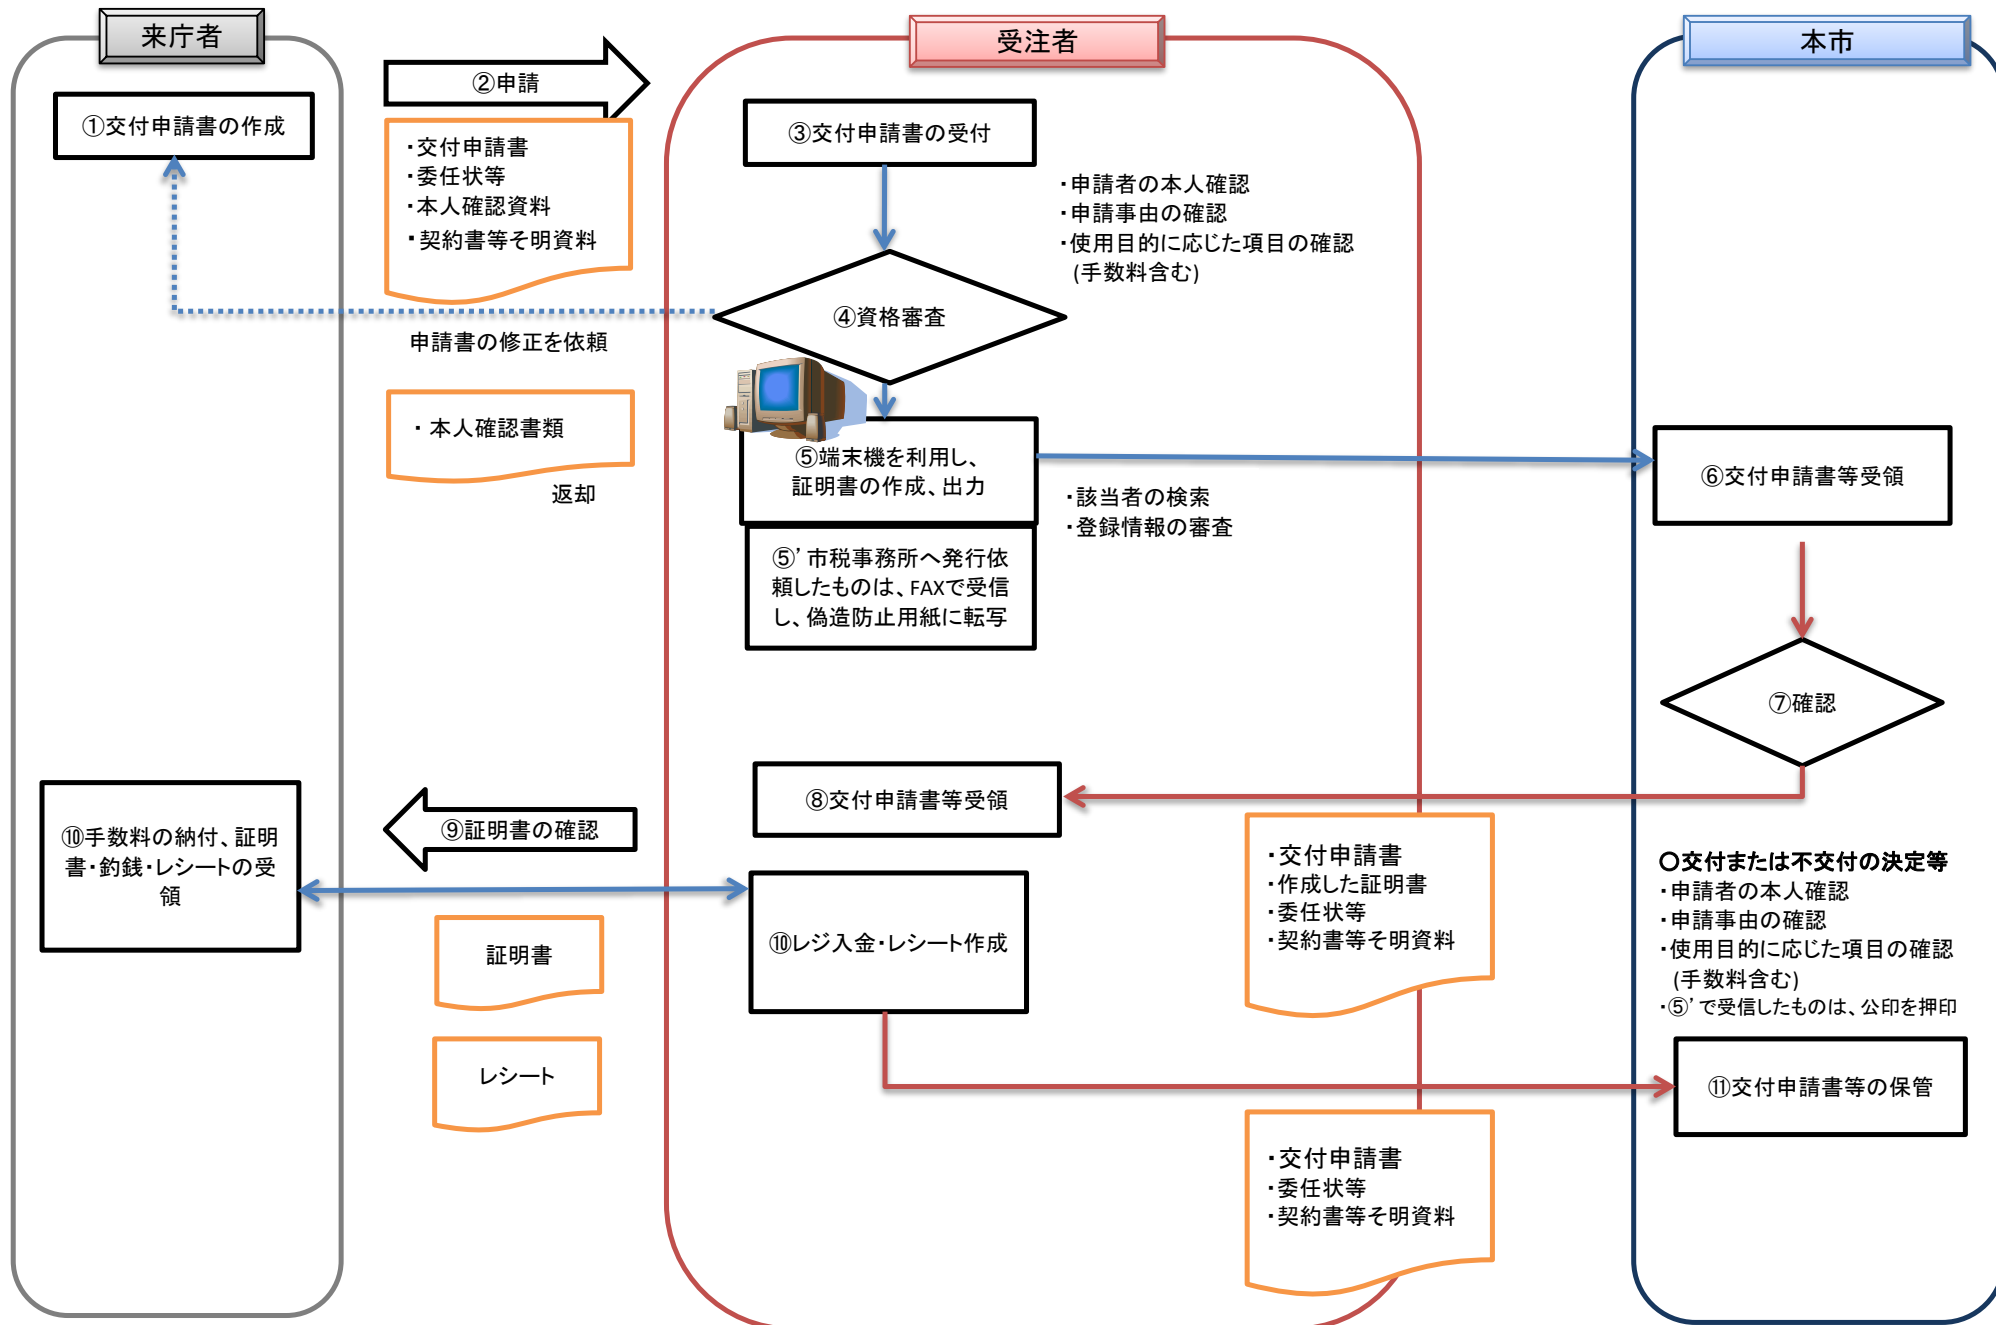 来庁者
受注者
本市
①交付申請書の作成
②申請
・交付申請書
・委任状等
・本人確認資料
・契約書等そ明資料
③交付申請書の受付
・申請者の本人確認
・申請事由の確認
・使用目的に応じた項目の確認
(手数料含む)
④資格審査
申請書の修正を依頼
・本人確認書類
返却
⑤端末機を利用し、
証明書の作成、出力
・該当者の検索
・登録情報の審査
⑤’市税事務所へ発行依
頼したものは、FAXで受信
し、偽造防止用紙に転写
⑥交付申請書等受領
⑦確認
⑧交付申請書等受領
⑨証明書の確認
⑩手数料の納付、証明
書・釣銭・レシートの受
領
・交付申請書
・作成した証明書
・委任状等
・契約書等そ明資料
〇交付または不交付の決定等
・申請者の本人確認
・申請事由の確認
・使用目的に応じた項目の確認
(手数料含む)
・⑤’で受信したものは、公印を押印
証明書
⑩レジ入金・レシート作成
レシート
⑪交付申請書等の保管
・交付申請書
・委任状等
・契約書等そ明資料